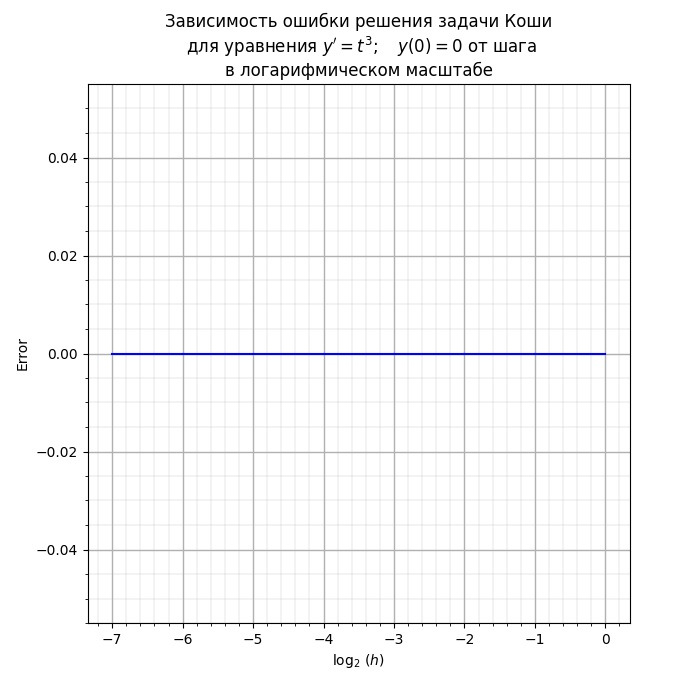 Зависимость ошибки решения задачи Коши
для уравнения y′ = t³; y(0) = 0 от шага
в логарифмическом масштабе
Error
0.04
0.02
0.00
−0.02
−0.04
−7 −6 −5 −4 −3 −2 −1 0
log₂ (h)